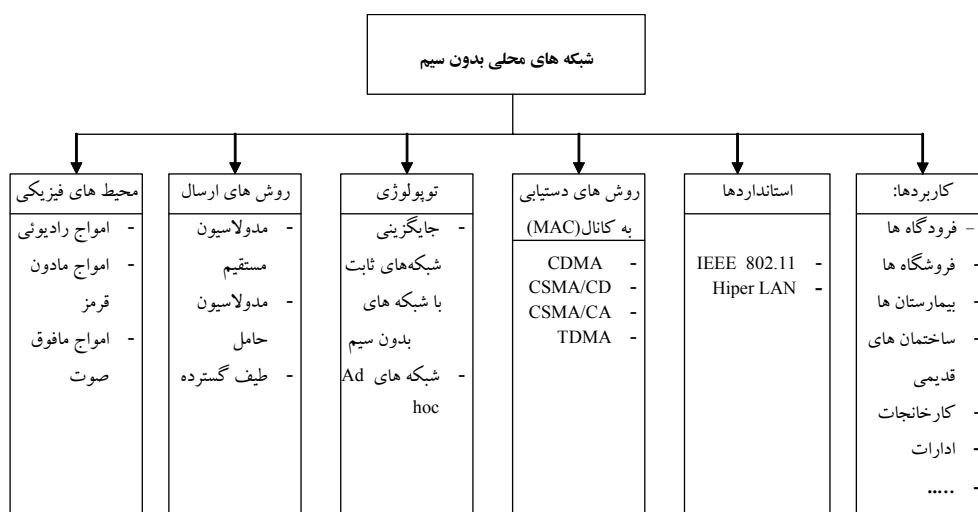 شبکه های محلی بدون سیم
کاربردها:
– فرودگاه ها
- فروشگاه ها
- بیمارستان ها
- ساختمان های
قدیمی
- کارخانجات
- ادارات
- .....
استانداردها
- IEEE 802.11
- Hiper LAN
روش های دستیابی
به کانال(MAC)
- CDMA
- CSMA/CD
- CSMA/CA
- TDMA
توپولوژی
- جایگزینی
شبکه‌های ثابت
با شبکه های
بدون سیم
- شبکه های Ad
hoc
روش های ارسال
- مدولاسیون
مستقیم
- مدولاسیون
حامل
- طیف گسترده
محیط های فیزیکی
- امواج رادیوئی
- امواج مادون
قرمز
- امواج مافوق
صوت